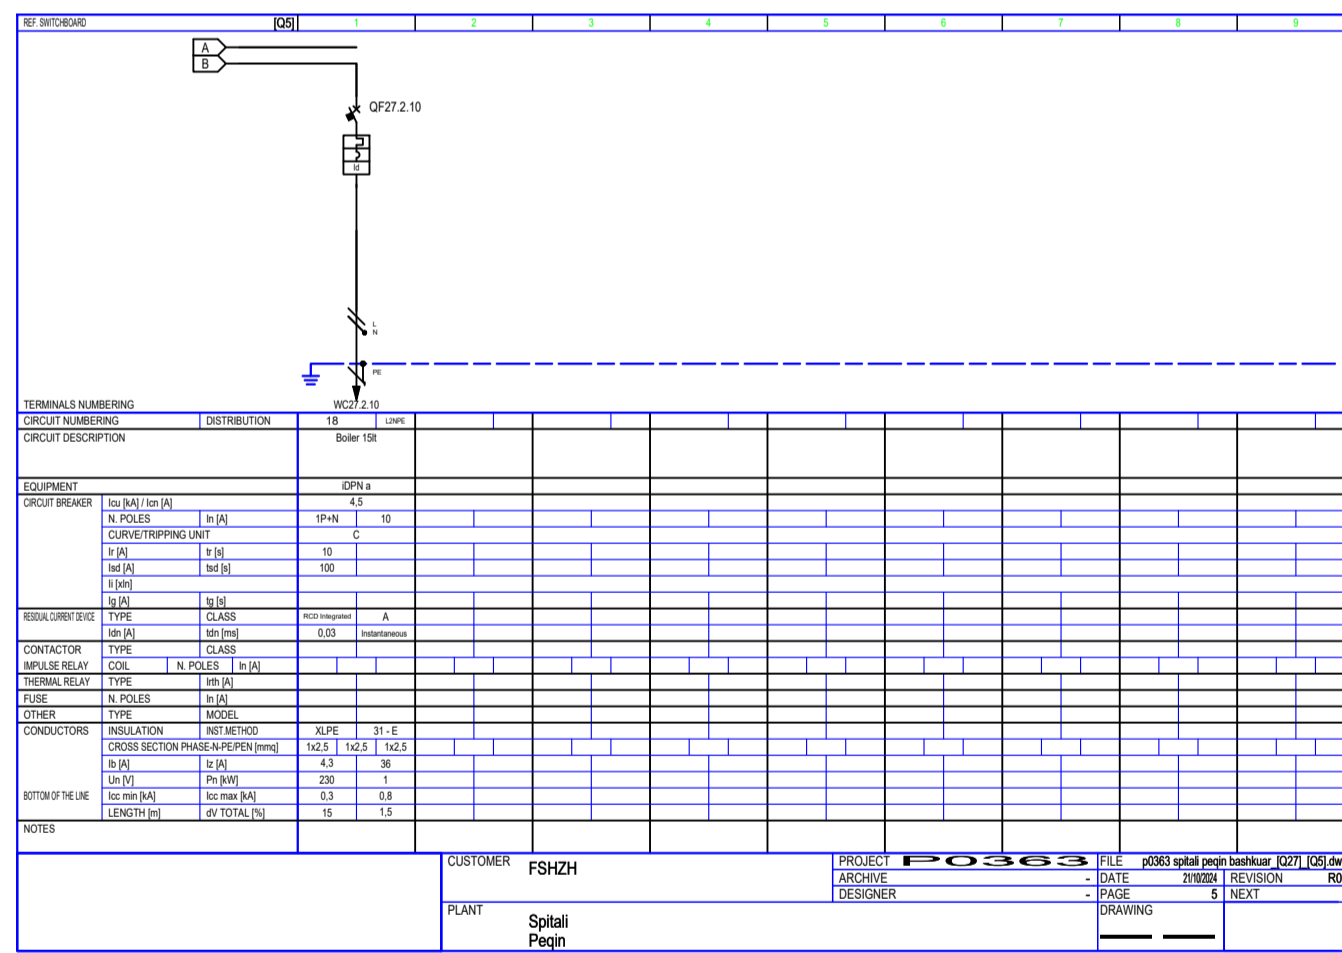 REF. SWITCHBOARD [Q5] 1 2 3 4 5 6 7 8 9
A
B
QF27.2.10
Id
L
N
PE
TERMINALS NUMBERING WC27.2.10
CIRCUIT NUMBERING DISTRIBUTION 18 L2NPE
CIRCUIT DESCRIPTION Boiler 15lt
EQUIPMENT iDPN a
CIRCUIT BREAKER Icu [kA] / Icn [A] 4,5
N. POLES In [A] 1P+N 10
CURVE/TRIPPING UNIT C
Ir [A] tr [s] 10
Isd [A] tsd [s] 100
Ii [xIn]
Ig [A] tg [s]
RESIDUAL CURRENT DEVICE TYPE CLASS RCD Integrated A
Idn [A] tdn [ms] 0,03 Instantaneous
CONTACTOR TYPE CLASS
IMPULSE RELAY COIL N. POLES In [A]
THERMAL RELAY TYPE Irth [A]
FUSE N. POLES In [A]
OTHER TYPE MODEL
CONDUCTORS INSULATION INST.METHOD XLPE 31 - E
CROSS SECTION PHASE-N-PE/PEN [mmq] 1x2,5 1x2,5 1x2,5
Ib [A] Iz [A] 4,3 36
Un [V] Pn [kW] 230 1
BOTTOM OF THE LINE Icc min [kA] Icc max [kA] 0,3 0,8
LENGTH [m] dV TOTAL [%] 15 1,5
NOTES
CUSTOMER FSHZH
PLANT Spitali
Peqin
PROJECT P0363 FILE p0363 spitali peqin bashkuar_[Q27]_[Q5].dw
ARCHIVE - DATE 21/10/2024 REVISION R0
DESIGNER - PAGE 5 NEXT
DRAWING